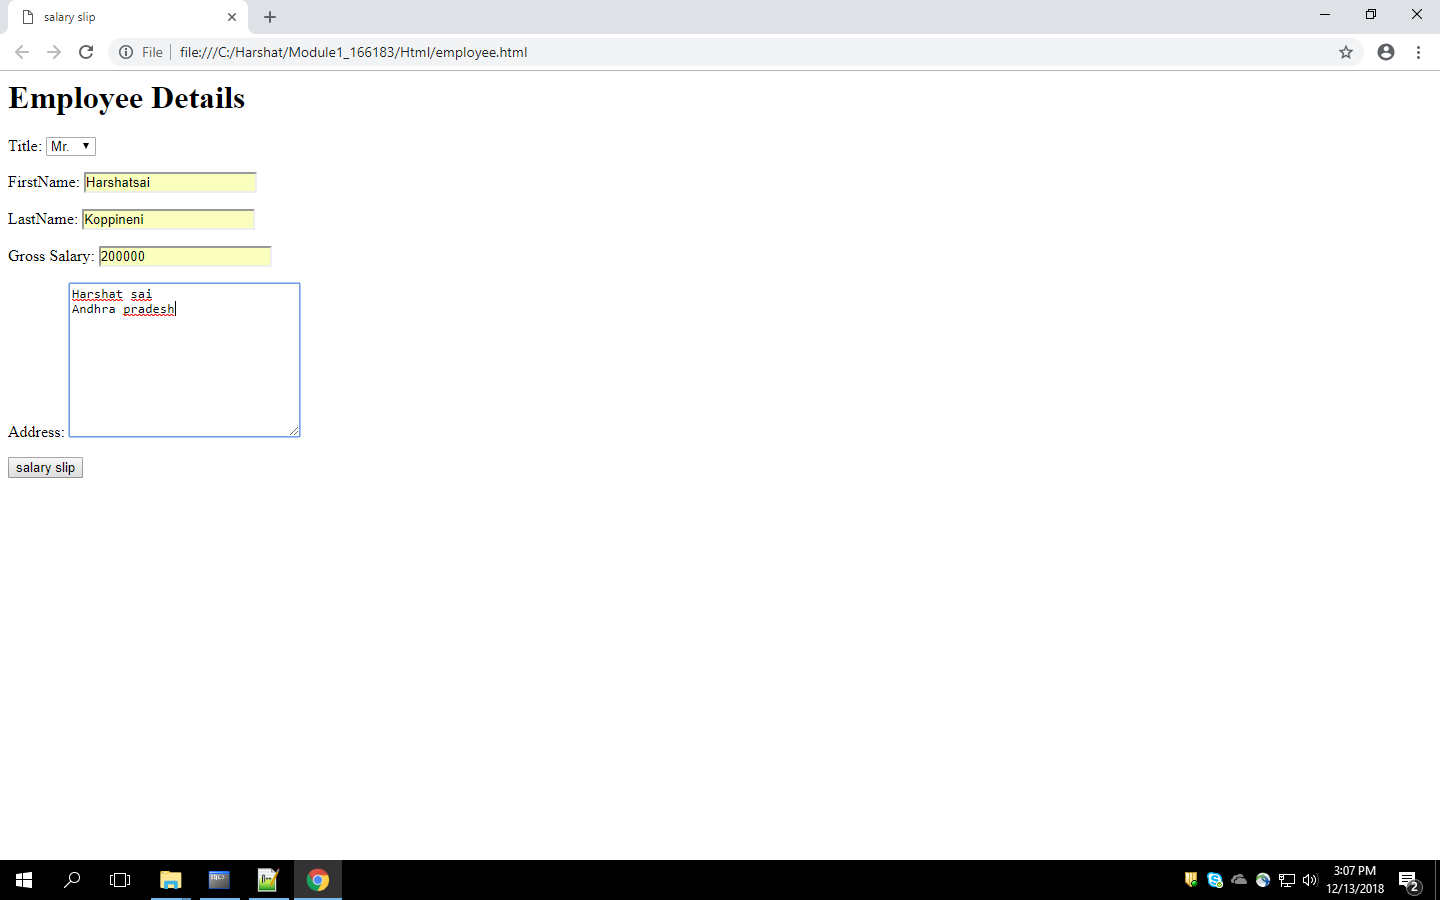 salary slip
File file:///C:/Harshat/Module1_166183/Html/employee.html
Employee Details
Title: Mr.
FirstName: Harshatsai
LastName: Koppineni
Gross Salary: 200000
Harshat sai
Andhra pradesh
Address:
salary slip
3:07 PM
12/13/2018
2